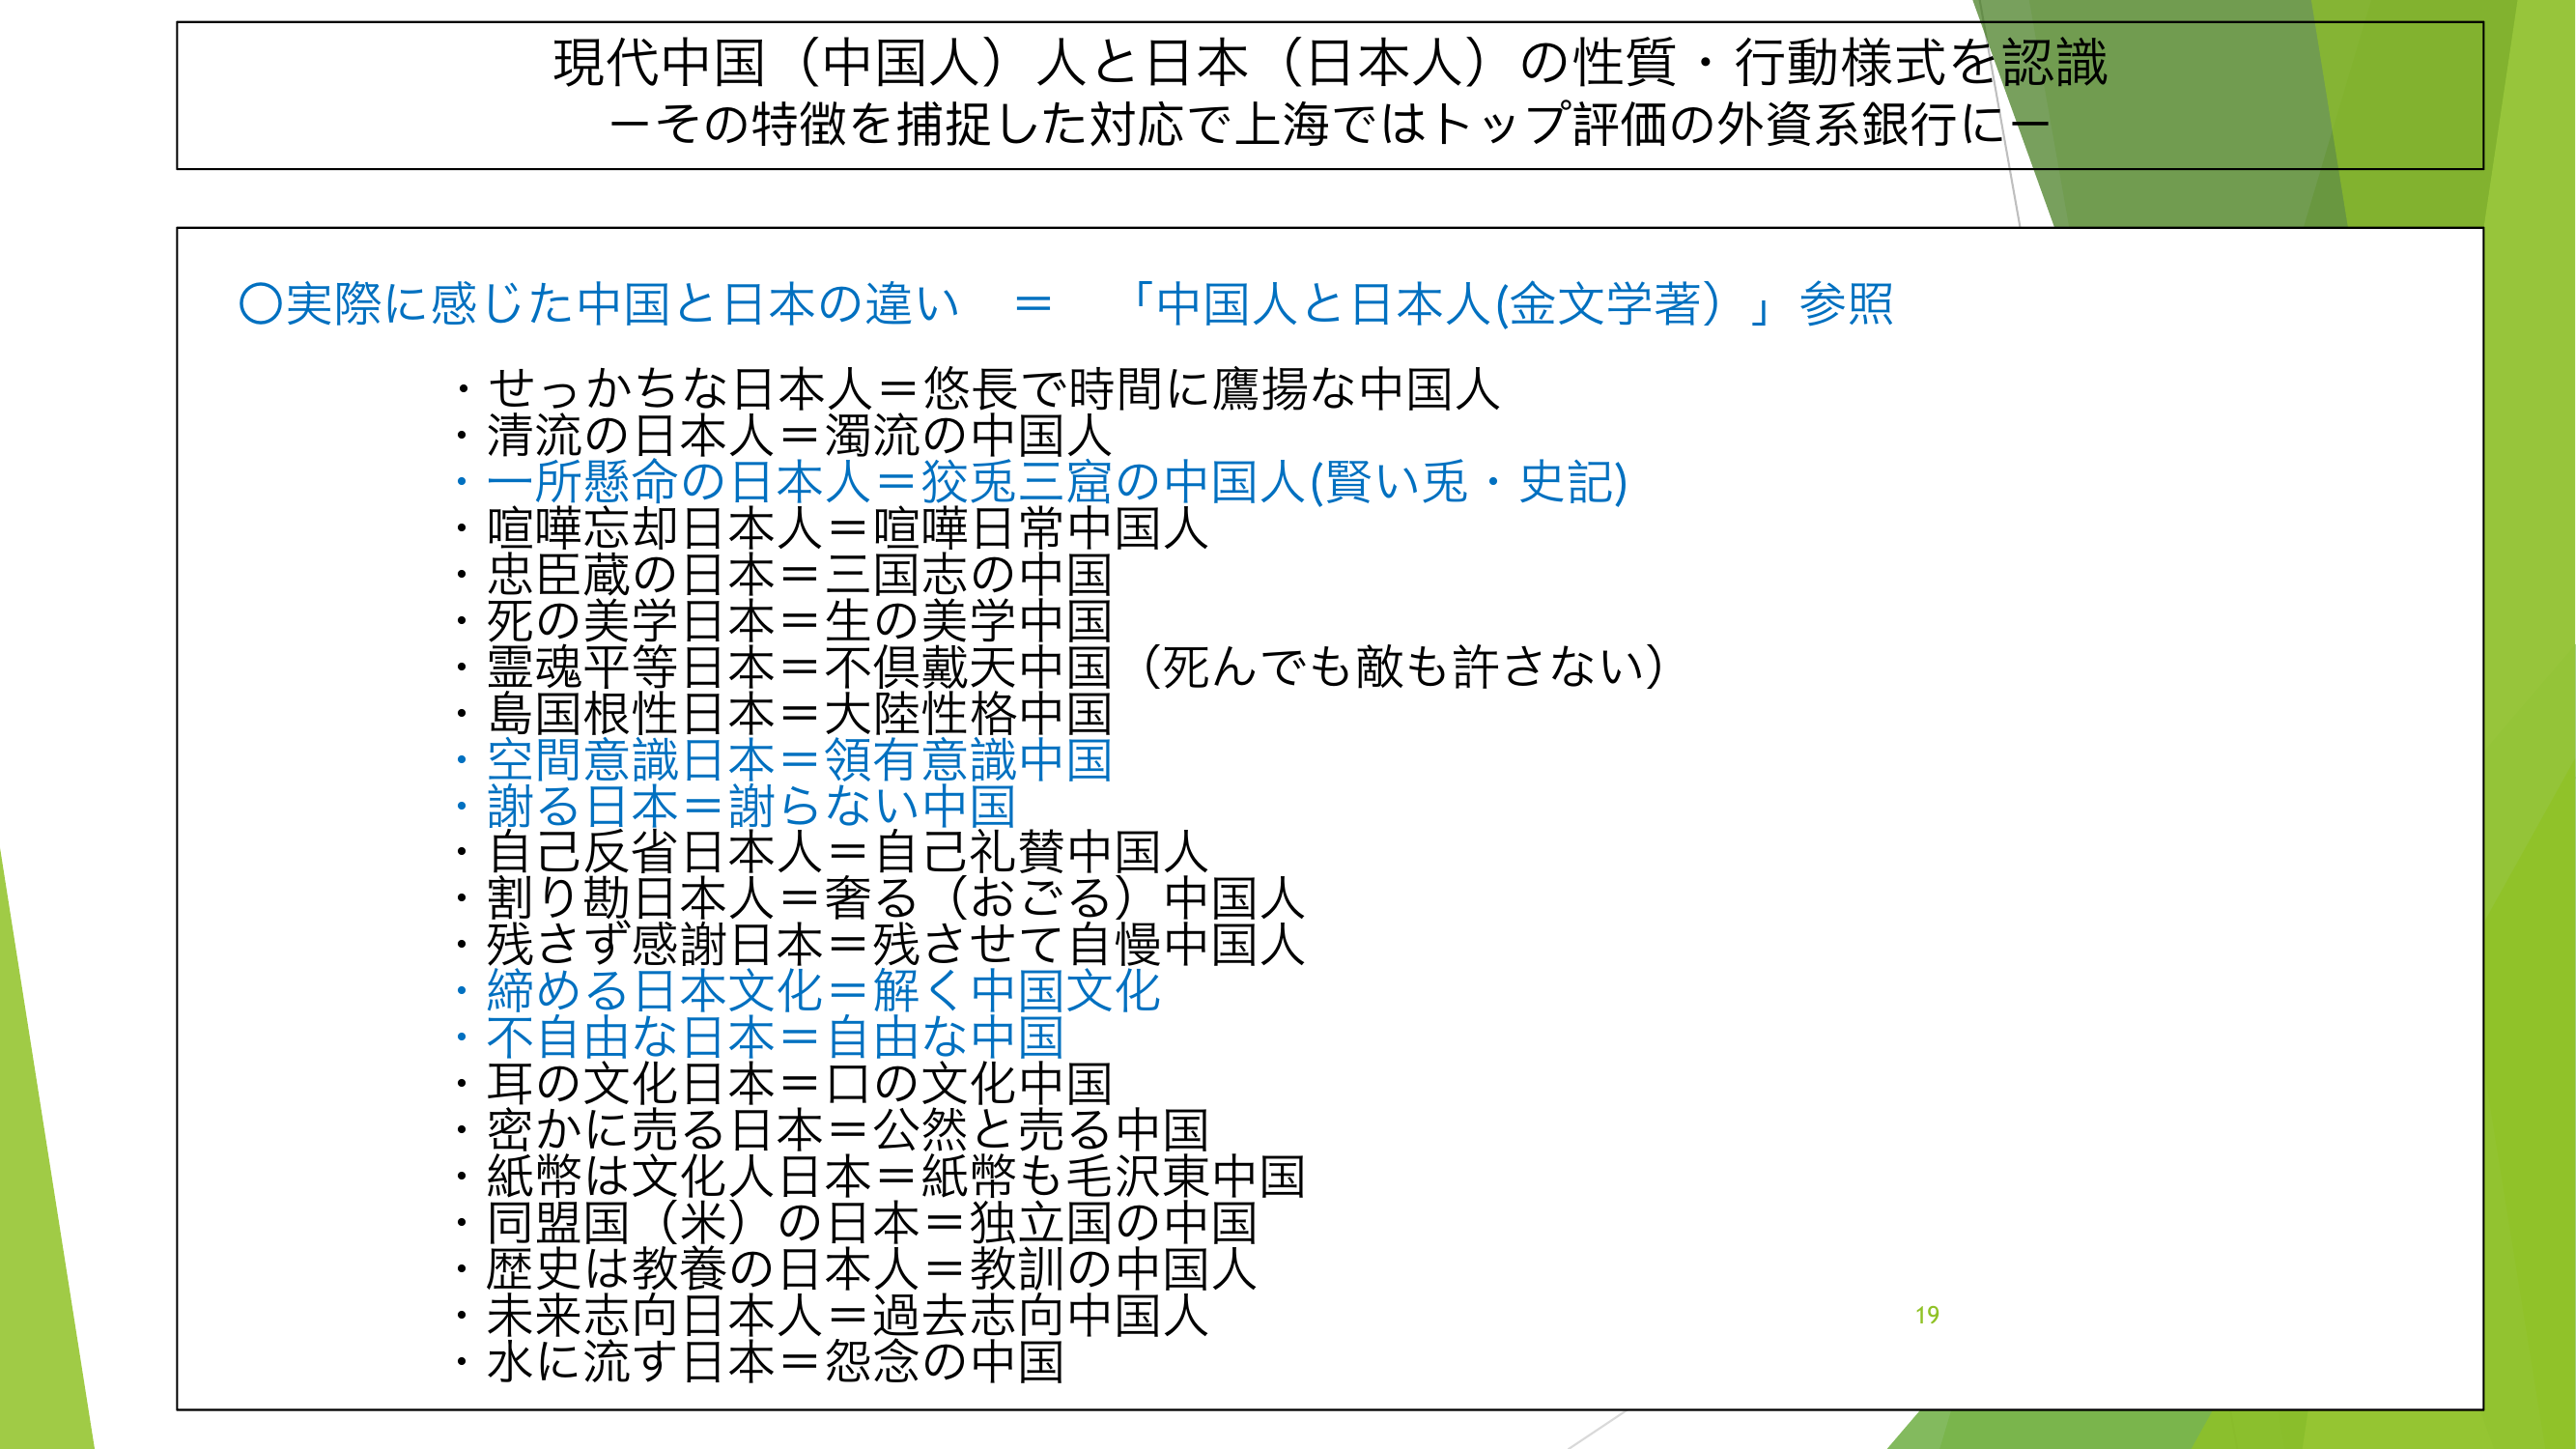 現代中国（中国人）人と日本（日本人）の性質・行動様式を認識
－その特徴を捕捉した対応で上海ではトップ評価の外資系銀行に－
〇実際に感じた中国と日本の違い　＝　「中国人と日本人(金文学著）」参照
・せっかちな日本人＝悠長で時間に鷹揚な中国人
・清流の日本人＝濁流の中国人
・一所懸命の日本人＝狡兎三窟の中国人(賢い兎・史記)
・喧嘩忘却日本人＝喧嘩日常中国人
・忠臣蔵の日本＝三国志の中国
・死の美学日本＝生の美学中国
・霊魂平等日本＝不倶戴天中国（死んでも敵も許さない）
・島国根性日本＝大陸性格中国
・空間意識日本＝領有意識中国
・謝る日本＝謝らない中国
・自己反省日本人＝自己礼賛中国人
・割り勘日本人＝奢る（おごる）中国人
・残さず感謝日本＝残させて自慢中国人
・締める日本文化＝解く中国文化
・不自由な日本＝自由な中国
・耳の文化日本＝口の文化中国
・密かに売る日本＝公然と売る中国
・紙幣は文化人日本＝紙幣も毛沢東中国
・同盟国（米）の日本＝独立国の中国
・歴史は教養の日本人＝教訓の中国人
・未来志向日本人＝過去志向中国人
・水に流す日本＝怨念の中国
19